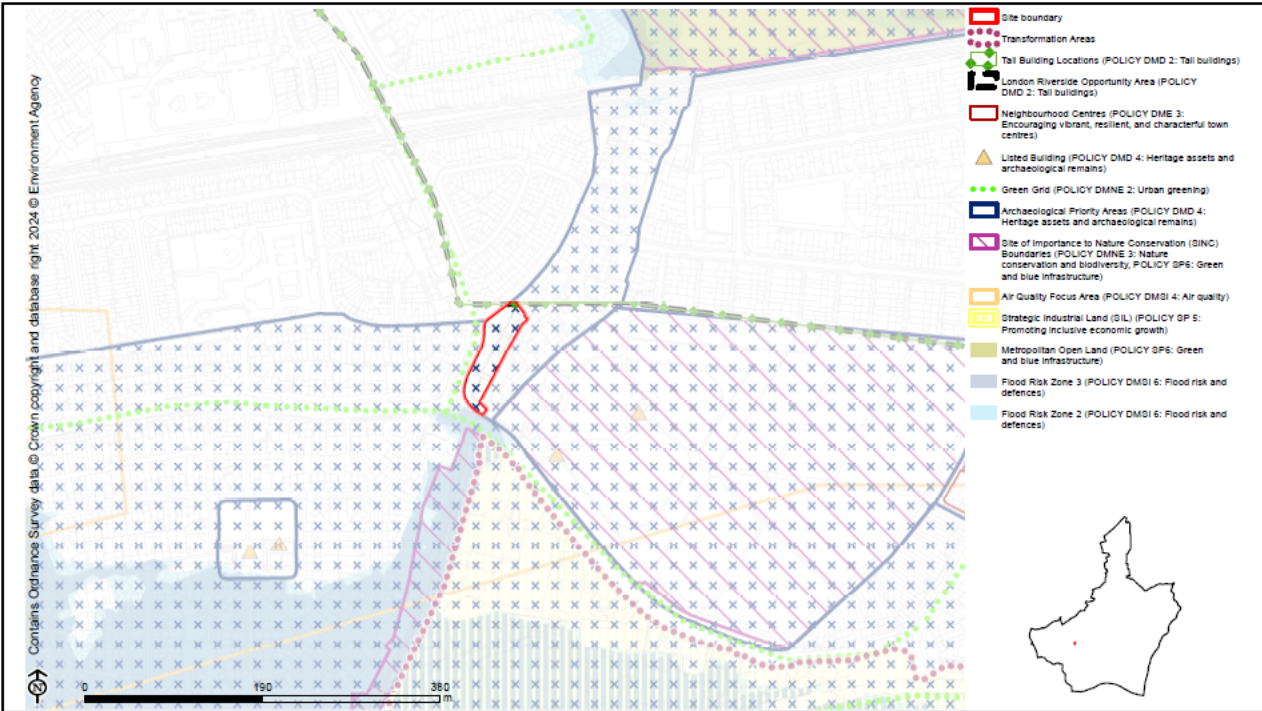 Site boundary
Transformation Areas
Tall Building Locations (POLICY DMD 2: Tall buildings)
London Riverside Opportunity Area (POLICY
DMD 2: Tall buildings)
Neighbourhood Centres (POLICY DME 3:
Encouraging vibrant, resilient, and characterful town
centres)
Listed Building (POLICY DMD 4: Heritage assets and
archaeological remains)
Green Grid (POLICY DMNE 2: Urban greening)
Archaeological Priority Areas (POLICY DMD 4:
Heritage assets and archaeological remains)
Site of Importance to Nature Conservation (SINC)
Boundaries (POLICY DMNE 3: Nature
conservation and biodiversity, POLICY SP6: Green
and blue infrastructure)
Air Quality Focus Area (POLICY DMSI 4: Air quality)
Strategic Industrial Land (SIL) (POLICY SP 5:
Promoting inclusive economic growth)
Metropolitan Open Land (POLICY SP6: Green
and blue infrastructure)
Flood Risk Zone 3 (POLICY DMSI 6: Flood risk and
defences)
Flood Risk Zone 2 (POLICY DMSI 6: Flood risk and
defences)
Contains Ordnance Survey data © Crown copyright and database right 2024 © Environment Agency
N
0 190 380
m